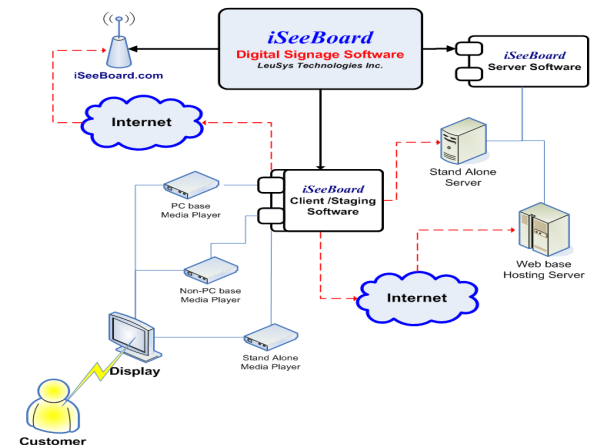 iSeeBoard
Digital Signage Software
LeuSys Technologies Inc.
iSeeBoard.com
iSeeBoard
Server Software
Internet
Stand Alone
Server
iSeeBoard
Client /Staging
Software
PC base
Media Player
Web base
Hosting Server
Non-PC base
Media Player
Internet
Stand Alone
Media Player
Display
Customer